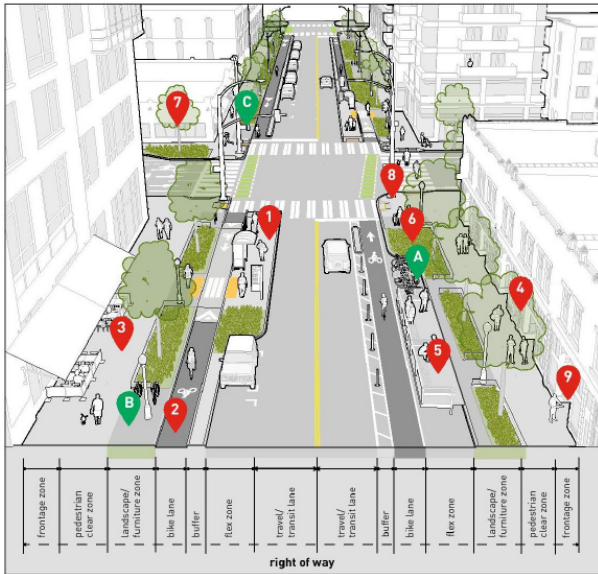 7
C
8
1
6
A
4
3
5
9
B
2
frontage zone
pedestrian
clear zone
landscape/
furniture zone
bike lane
buffer
flex zone
travel/
transit lane
travel/
transit lane
buffer
bike lane
flex zone
landscape/
furniture zone
pedestrian
clear zone
frontage zone
right of way